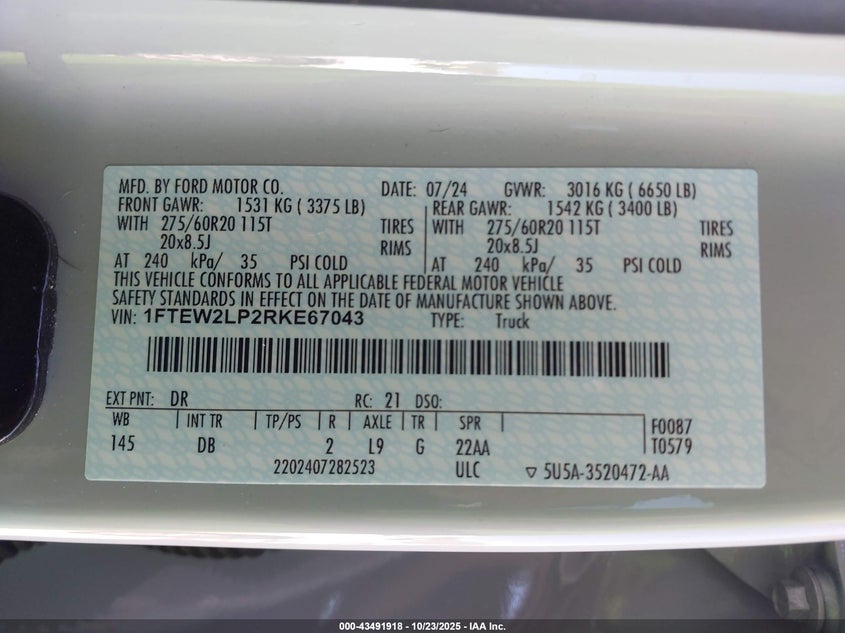 MFD. BY FORD MOTOR CO. DATE: 07/24 GVWR: 3016 KG ( 6650 LB)
FRONT GAWR: 1531 KG ( 3375 LB) REAR GAWR: 1542 KG ( 3400 LB)
WITH 275/60R20 115T TIRES WITH 275/60R20 115T TIRES
20x8.5J RIMS 20x8.5J RIMS
AT 240 kPa/ 35 PSI COLD AT 240 kPa/ 35 PSI COLD
THIS VEHICLE CONFORMS TO ALL APPLICABLE FEDERAL MOTOR VEHICLE
SAFETY STANDARDS IN EFFECT ON THE DATE OF MANUFACTURE SHOWN ABOVE.
VIN: 1FTEW2LP2RKE67043 TYPE: Truck
EXT PNT: DR RC: 21 DSO:
WB INT TR TP/PS R AXLE TR SPR F0087
145 DB 2 L9 G 22AA T0579
2202407282523 ULC ▽ 5U5A-3520472-AA
000-43491918 - 10/23/2025 - IAA Inc.